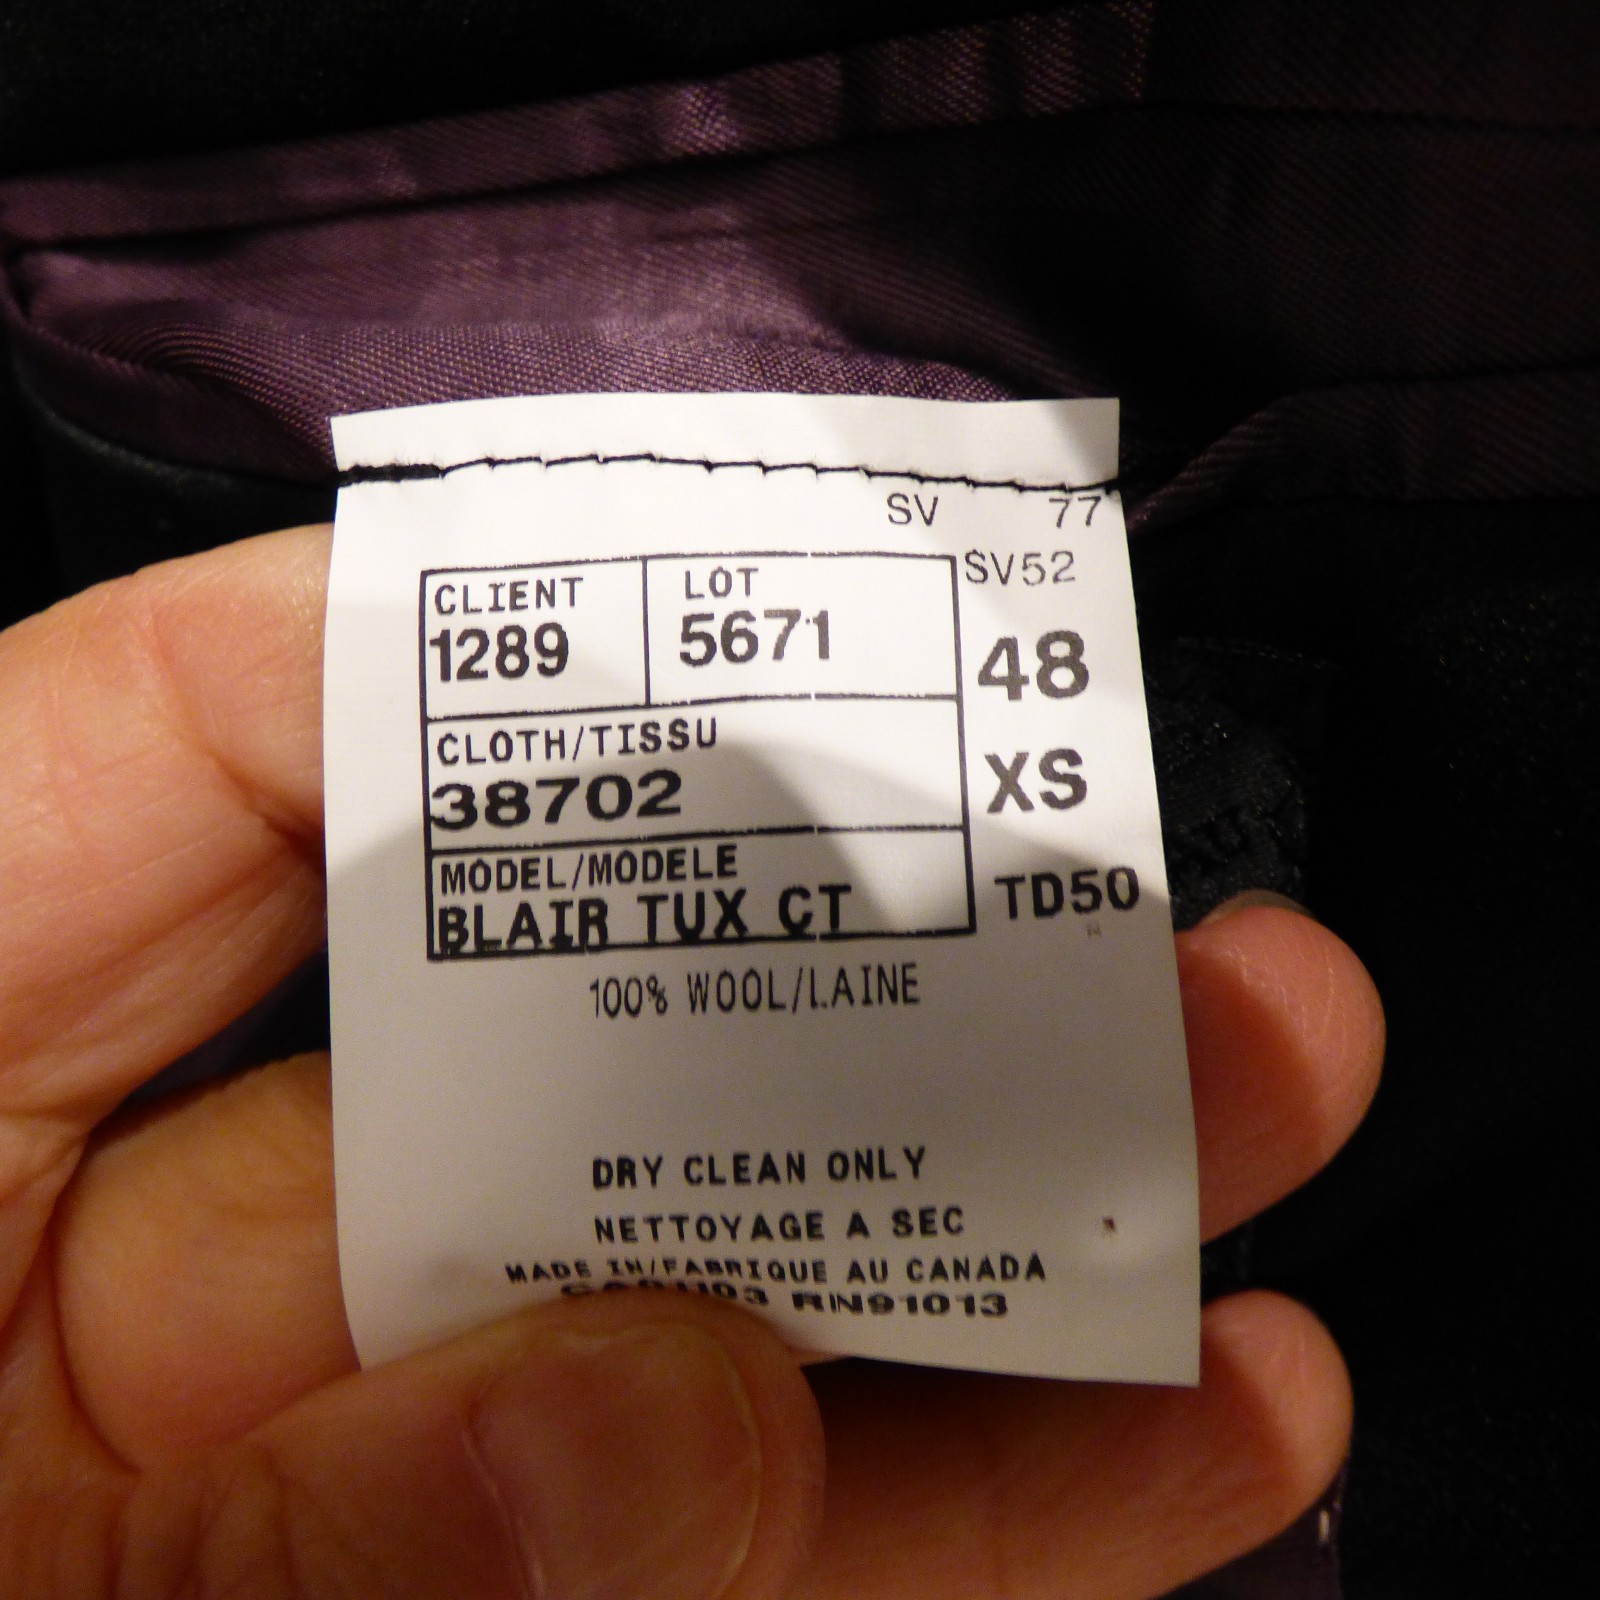 SV 77
SV52
CLIENT LOT
1289 5671
48
CLOTH/TISSU
38702
XS
MODEL/MODELE
BLAIR TUX CT
TD50
100% WOOL/LAINE
DRY CLEAN ONLY
NETTOYAGE A SEC
MADE IN/FABRIQUE AU CANADA
RN91013